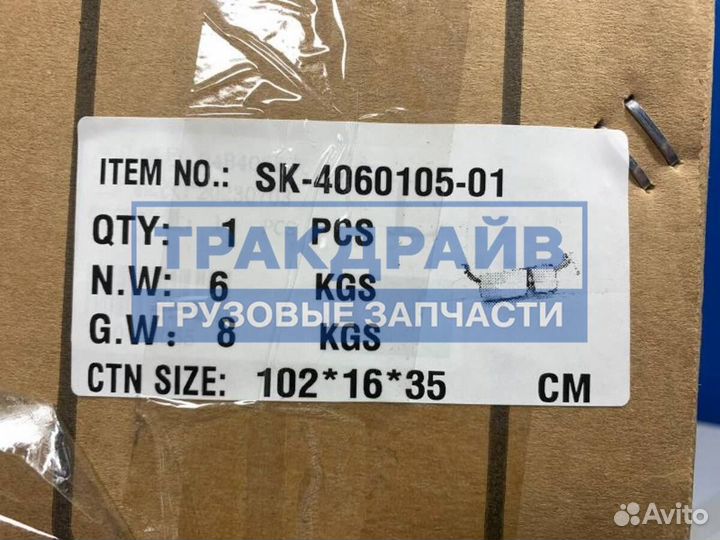 ITEM NO.: SK-4060105-01
QTY: 1 PCS
ТРАКДРАЙВ
N.W: 6 KGS
ГРУЗОВЫЕ ЗАПЧАСТИ
G.W: 8 KGS
CTN SIZE: 102*16*35 CM
Avito